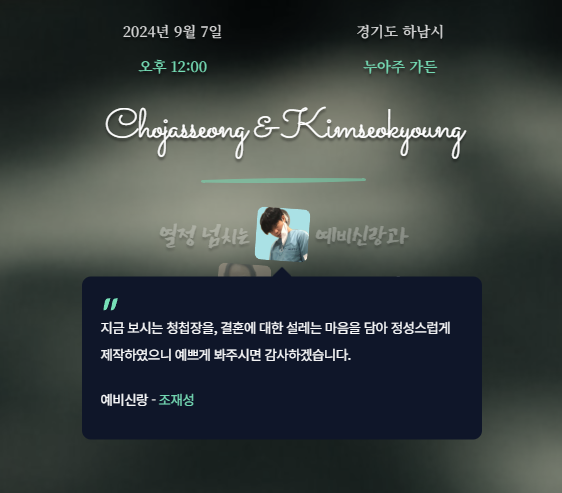 2024년 9월 7일
경기도 하남시
오후 12:00
누아주 가든
Chojasseong & Kimseokyoung
열정 넘치는 예비신랑과
〃
지금 보시는 청첩장을, 결혼에 대한 설레는 마음을 담아 정성스럽게
제작하였으니 예쁘게 봐주시면 감사하겠습니다.
예비신랑 - 조재성